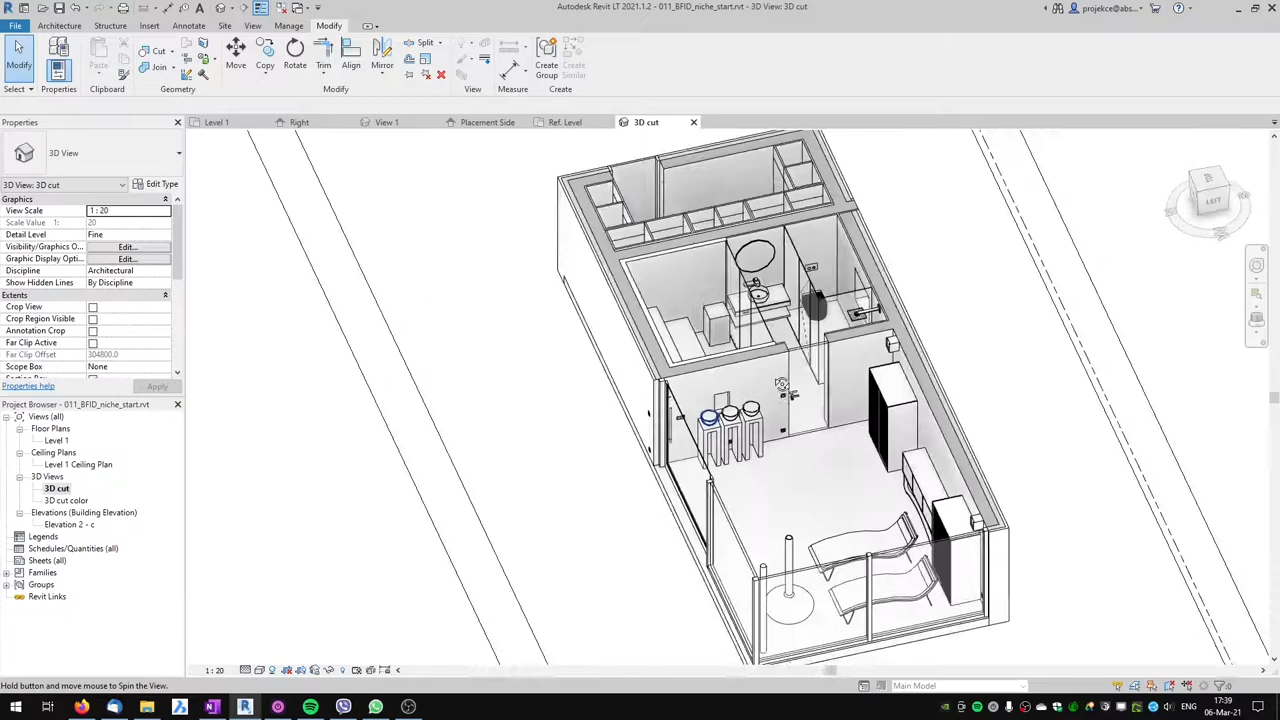 Autodesk Revit LT 2021.1.2 - 011_BFID_niche_start.rvt - 3D View: 3D cut
projekce@abs...
File Architecture Structure Insert Annotate Site View Manage Modify
Modify
Select
Properties
Paste
Clipboard
Cut
Join
Geometry
Move Copy Rotate Trim Align Mirror
Split
Modify
View
Measure
Create Group
Create Similar
Create
Properties
Level 1 Right View 1 Placement Side Ref. Level 3D cut
3D View
3D View: 3D cut Edit Type
Graphics
View Scale 1 : 20
Scale Value 1: 20
Detail Level Fine
Visibility/Graphics O... Edit...
Graphic Display Opti... Edit...
Discipline Architectural
Show Hidden Lines By Discipline
Extents
Crop View
Crop Region Visible
Annotation Crop
Far Clip Active
Far Clip Offset 304800.0
Scope Box None
Properties help Apply
Project Browser - 011_BFID_niche_start.rvt
Views (all)
Floor Plans
Level 1
Ceiling Plans
Level 1 Ceiling Plan
3D Views
3D cut
3D cut color
Elevations (Building Elevation)
Elevation 2 - c
Legends
Schedules/Quantities (all)
Sheets (all)
Families
Groups
Revit Links
LEFT
1 : 20
Hold button and move mouse to Spin the View.
Main Model
:0
ENG
17:39
06-Mar-21